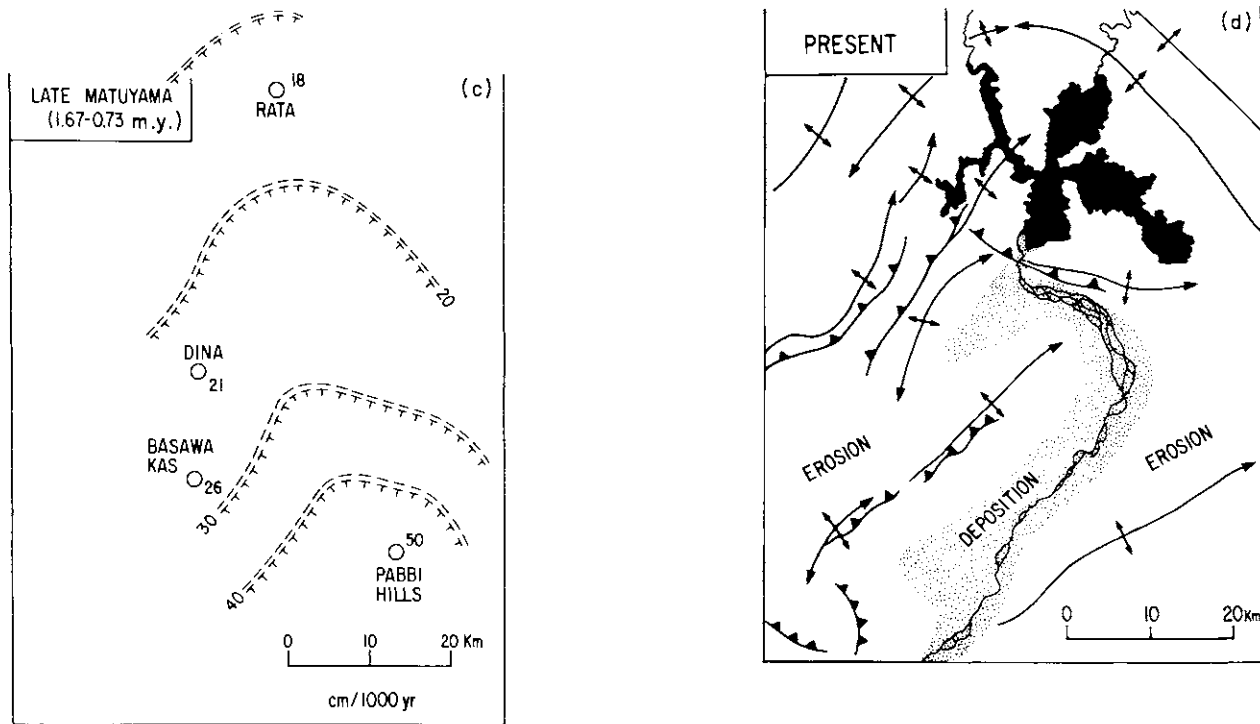 (c)
LATE MATUYAMA
(1.67-0.73 m.y.)
18
RATA
20
DINA
21
BASAWA
KAS
26
30
50
PABBI
HILLS
40
0 10 20 Km
cm/1000 yr
(d)
PRESENT
EROSION
EROSION
DEPOSITION
0 10 20Km